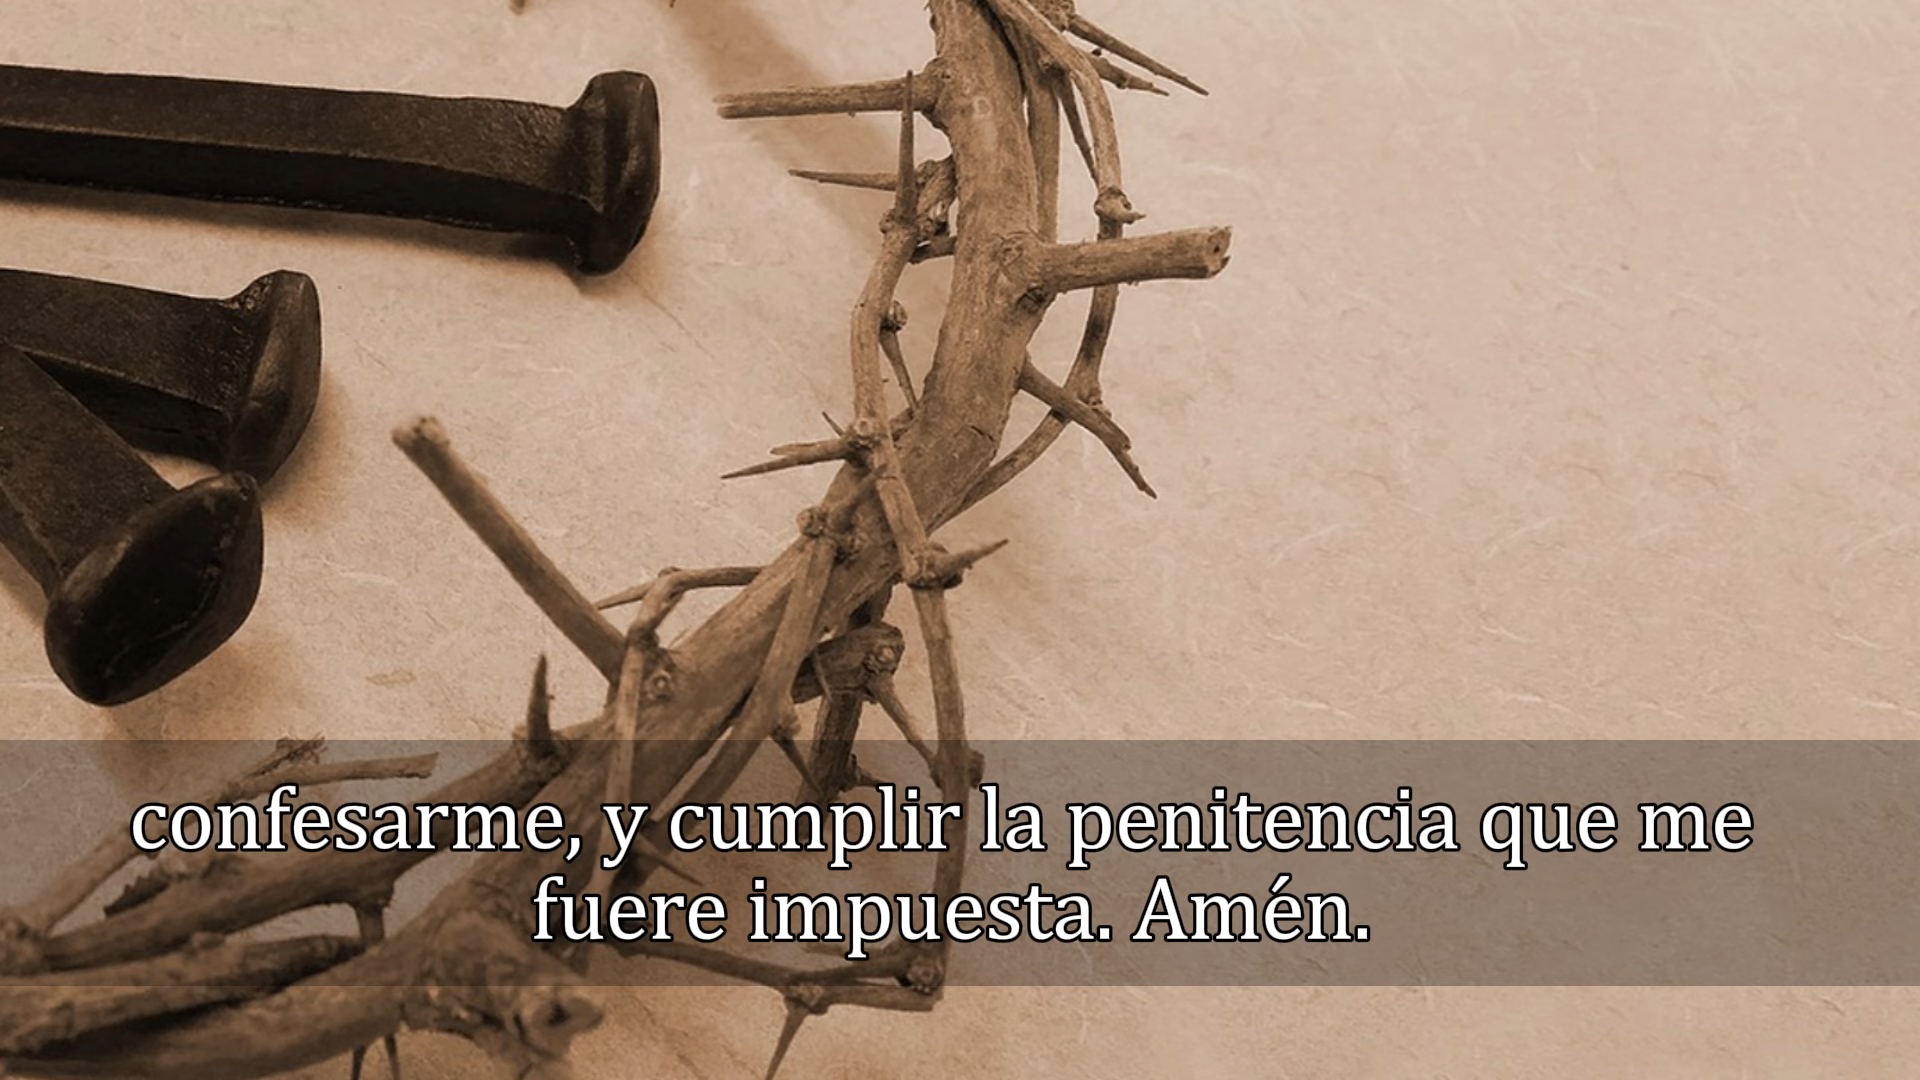 confesarme, y cumplir la penitencia que me
fuere impuesta. Amén.